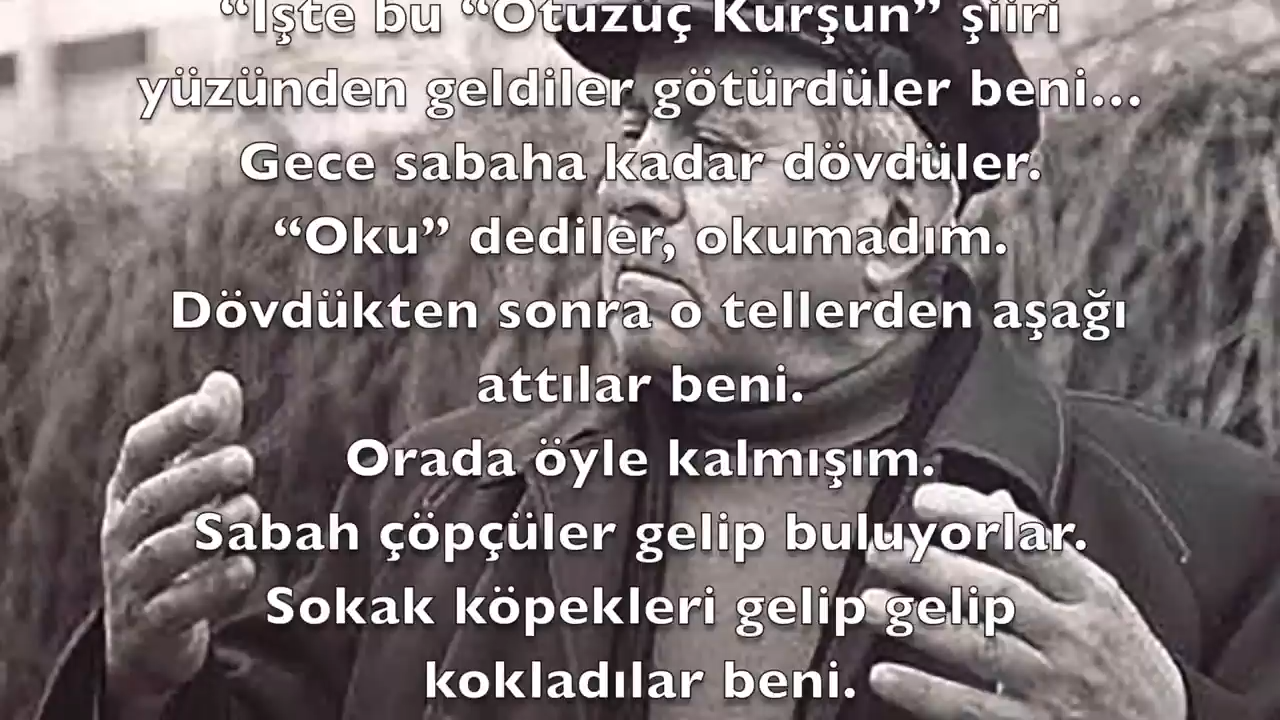 “İşte bu “Otuzüç Kurşun” şiiri
yüzünden geldiler götürdüler beni...
Gece sabaha kadar dövdüler.
“Oku” dediler, okumadım.
Dövdükten sonra o tellerden aşağı
attılar beni.
Orada öyle kalmışım.
Sabah çöpçüler gelip buluyorlar.
Sokak köpekleri gelip gelip
kokladılar beni.